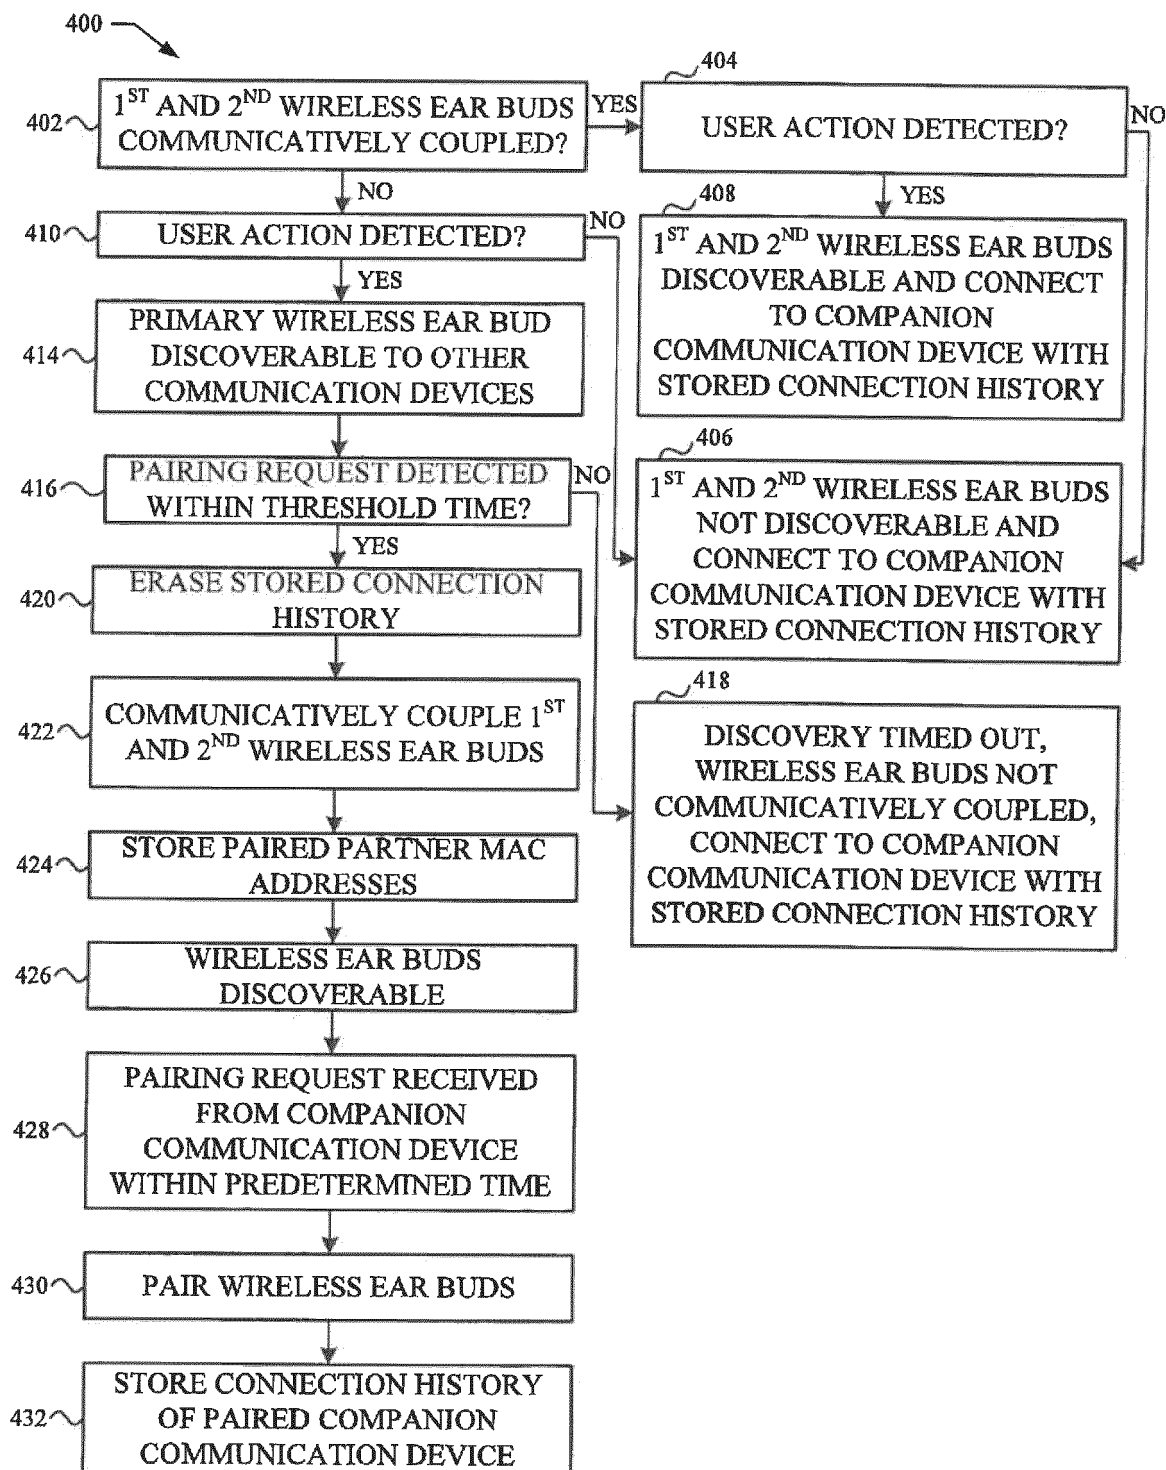 400
402
1ST AND 2ND WIRELESS EAR BUDS
COMMUNICATIVELY COUPLED?
YES
404
USER ACTION DETECTED?
NO
NO
YES
410
USER ACTION DETECTED?
NO
YES
408
1ST AND 2ND WIRELESS EAR BUDS
DISCOVERABLE AND CONNECT
TO COMPANION
COMMUNICATION DEVICE WITH
STORED CONNECTION HISTORY
414
PRIMARY WIRELESS EAR BUD
DISCOVERABLE TO OTHER
COMMUNICATION DEVICES
416
PAIRING REQUEST DETECTED
WITHIN THRESHOLD TIME?
NO
YES
406
1ST AND 2ND WIRELESS EAR BUDS
NOT DISCOVERABLE AND
CONNECT TO COMPANION
COMMUNICATION DEVICE WITH
STORED CONNECTION HISTORY
420
ERASE STORED CONNECTION
HISTORY
422
COMMUNICATIVELY COUPLE 1ST
AND 2ND WIRELESS EAR BUDS
418
DISCOVERY TIMED OUT,
WIRELESS EAR BUDS NOT
COMMUNICATIVELY COUPLED,
CONNECT TO COMPANION
COMMUNICATION DEVICE WITH
STORED CONNECTION HISTORY
424
STORE PAIRED PARTNER MAC
ADDRESSES
426
WIRELESS EAR BUDS
DISCOVERABLE
428
PAIRING REQUEST RECEIVED
FROM COMPANION
COMMUNICATION DEVICE
WITHIN PREDETERMINED TIME
430
PAIR WIRELESS EAR BUDS
432
STORE CONNECTION HISTORY
OF PAIRED COMPANION
COMMUNICATION DEVICE